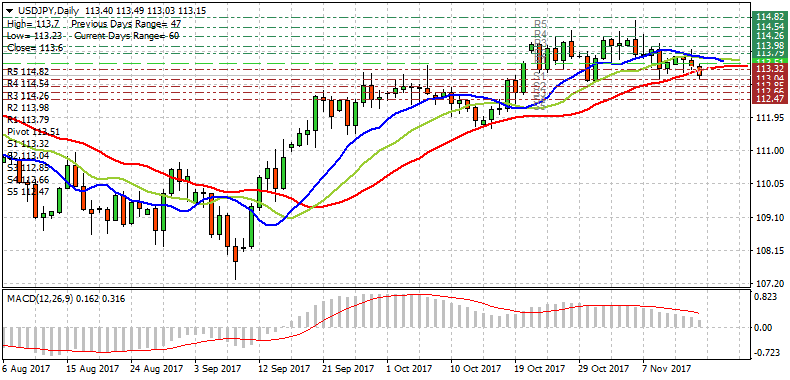 USDJPY,Daily 113.40 113.49 113.03 113.15
High= 113.7 Previous Days Range= 47
Low= 113.23 Current Days Range= 60
Close= 113.6
R5 114.82
R4 114.54
R3 114.26
R2 113.98
R1 113.79
Pivot 113.51
S1 113.32
S2 113.04
S3 112.85
S4 112.66
S5 112.47
R5
R4
114.82
114.54
114.26
113.98
113.79
113.32
113.04
112.66
112.47
111.95
111.00
110.05
109.10
108.15
107.20
MACD(12,26,9) 0.162 0.316
0.823
0.00
-0.723
6 Aug 2017
15 Aug 2017
24 Aug 2017
3 Sep 2017
12 Sep 2017
21 Sep 2017
1 Oct 2017
10 Oct 2017
19 Oct 2017
29 Oct 2017
7 Nov 2017